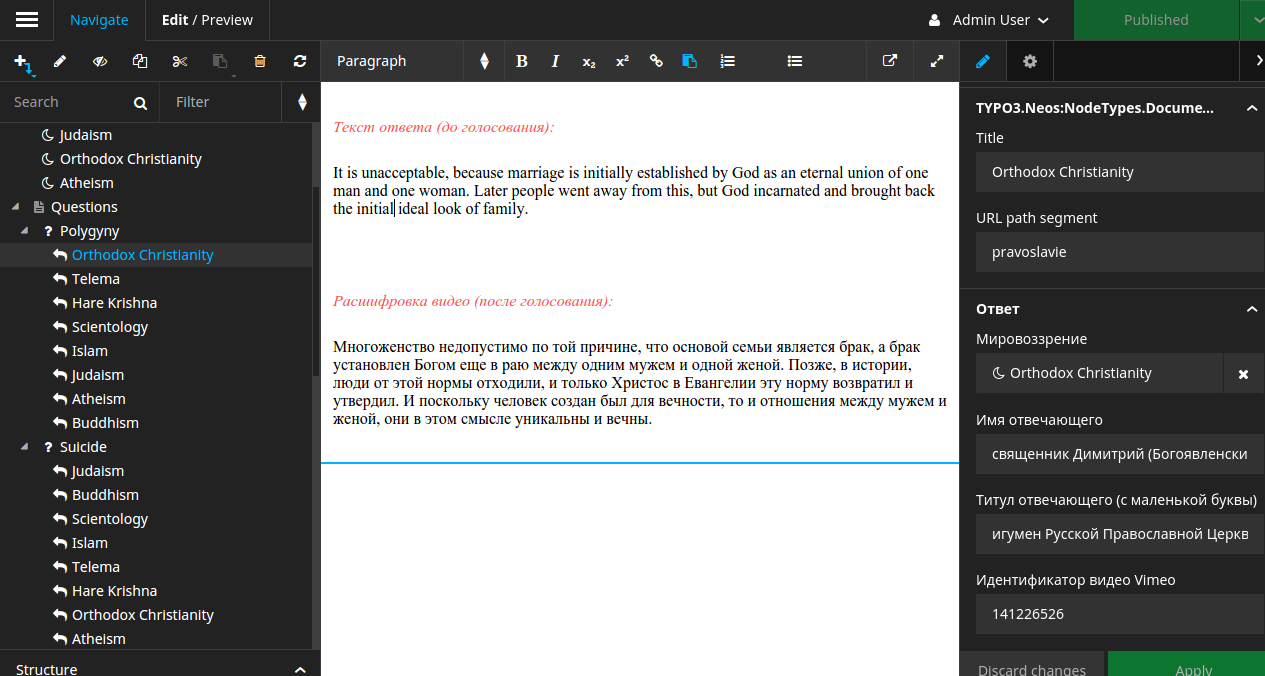 Navigate
Edit / Preview
Admin User
Published
Paragraph
B
I
x₂
x²
Search
Filter
Judaism
Orthodox Christianity
Atheism
Questions
? Polygyny
Orthodox Christianity
Telema
Hare Krishna
Scientology
Islam
Judaism
Atheism
Buddhism
? Suicide
Judaism
Buddhism
Scientology
Islam
Telema
Hare Krishna
Orthodox Christianity
Atheism
Structure
Текст ответа (до голосования):
It is unacceptable, because marriage is initially established by God as an eternal union of one
man and one woman. Later people went away from this, but God incarnated and brought back
the initial ideal look of family.
Расшифровка видео (после голосования):
Многоженство недопустимо по той причине, что основой семьи является брак, а брак
установлен Богом еще в раю между одним мужем и одной женой. Позже, в истории,
люди от этой нормы отходили, и только Христос в Евангелии эту норму возвратил и
утвердил. И поскольку человек создан был для вечности, то и отношения между мужем и
женой, они в этом смысле уникальны и вечны.
TYPO3.Neos:NodeTypes.Docume...
Title
Orthodox Christianity
URL path segment
pravoslavie
Ответ
Мировоззрение
Orthodox Christianity
Имя отвечающего
священник Димитрий (Богоявленски
Титул отвечающего (с маленькой буквы)
игумен Русской Православной Церкв
Идентификатор видео Vimeo
141226526
Discard changes
Apply